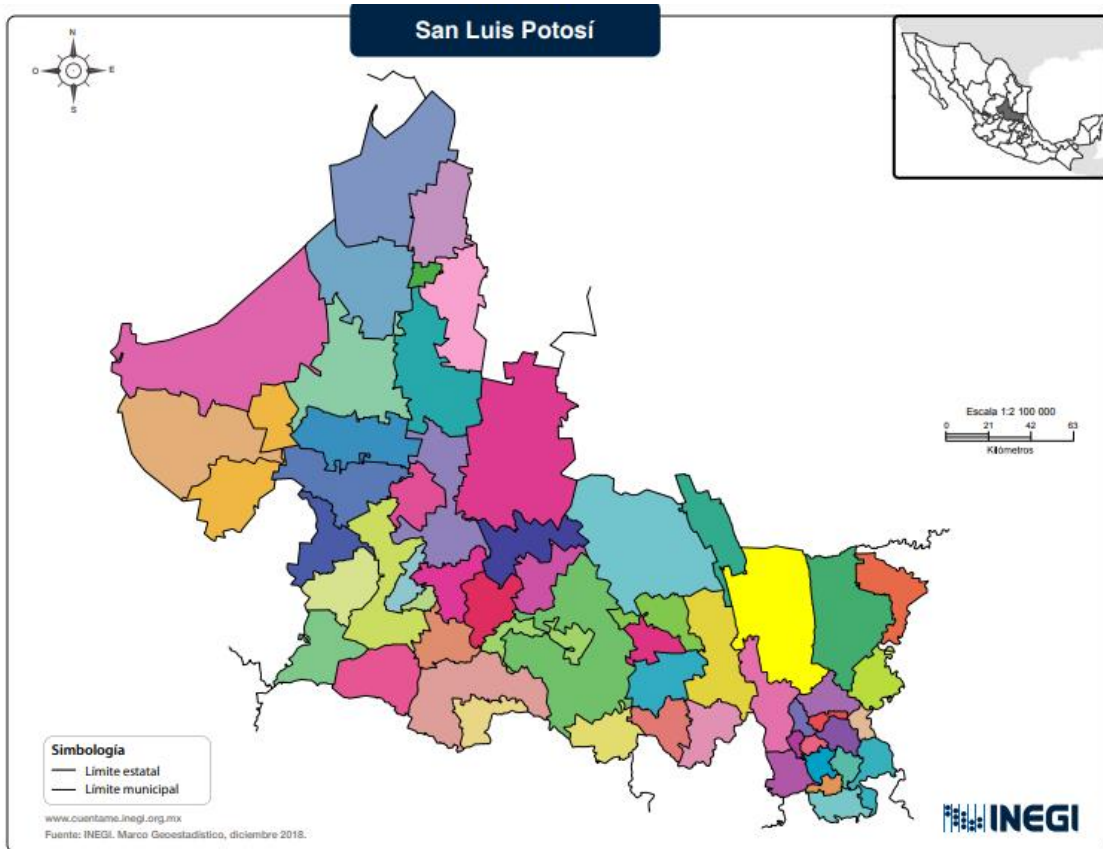 San Luis Potosí
N
O
E
S
Escala 1:2 100 000
0 21 42 63
Kilómetros
Simbología
Límite estatal
Límite municipal
www.cuentame.inegi.org.mx
Fuente: INEGI. Marco Geoestadístico, diciembre 2018.
INEGI